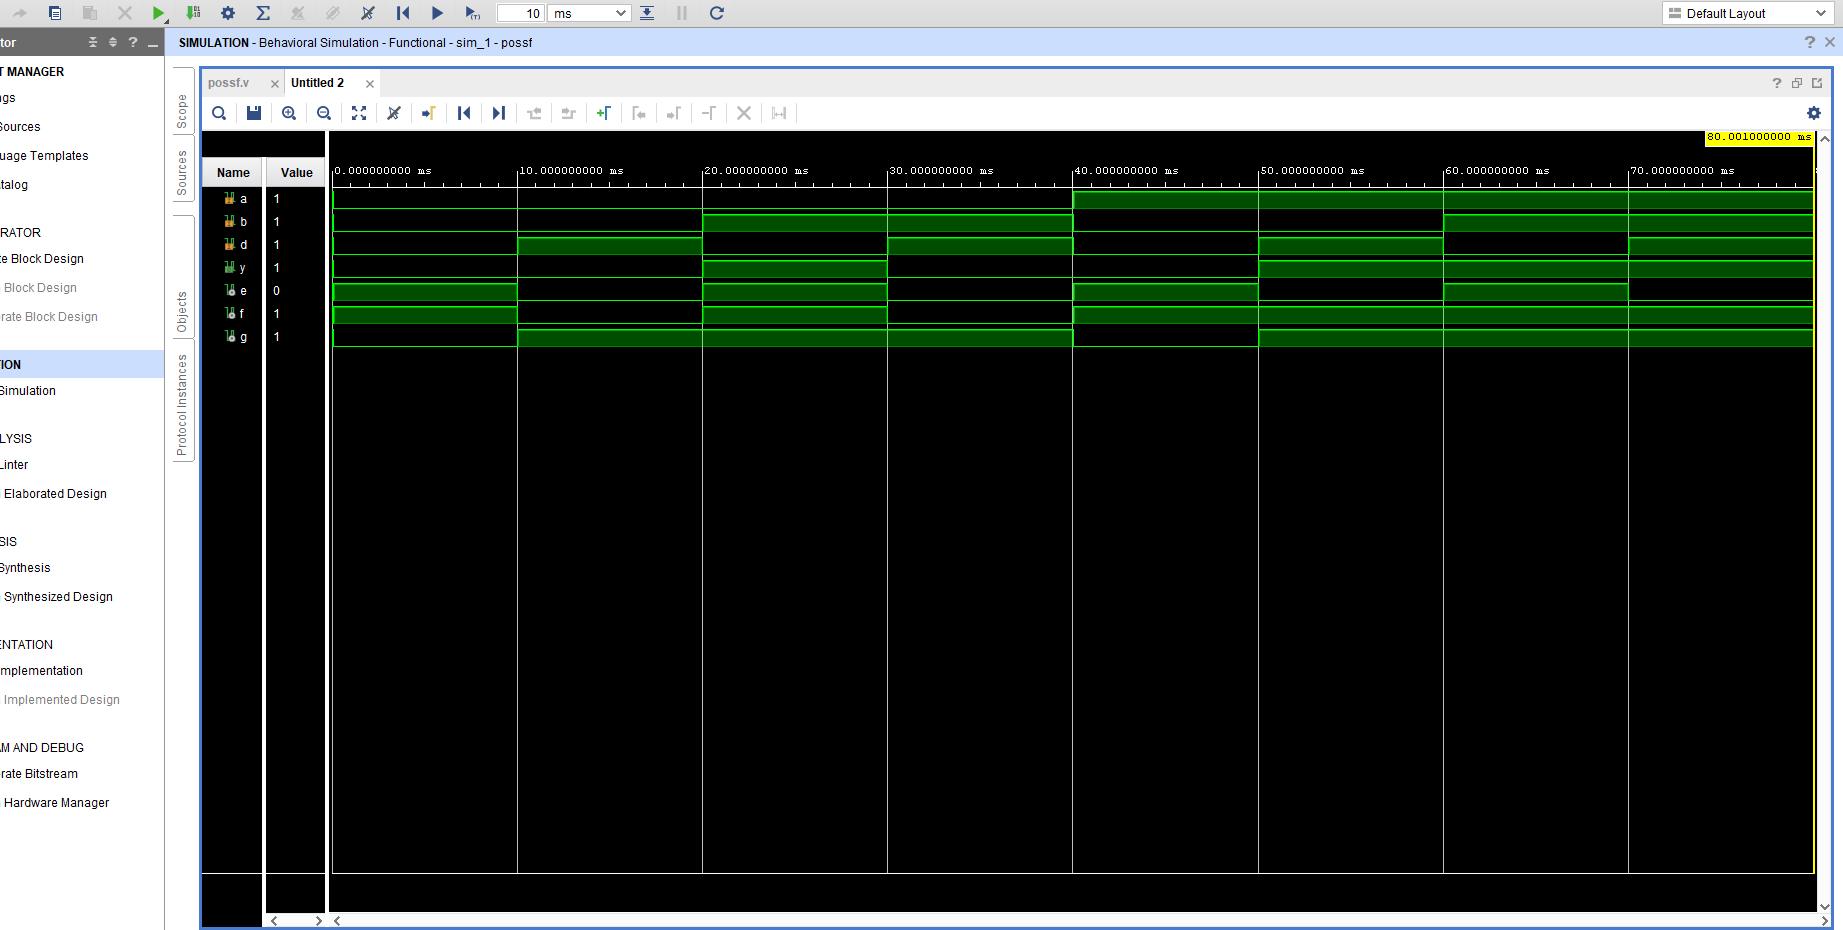 10 ms Default Layout
tor ?
SIMULATION - Behavioral Simulation - Functional - sim_1 - possf ?
T MANAGER
ngs
Sources
uage Templates
talog
RATOR
te Block Design
Block Design
rate Block Design
ION
Simulation
LYSIS
Linter
Elaborated Design
SIS
Synthesis
Synthesized Design
ENTATION
mplementation
Implemented Design
AM AND DEBUG
rate Bitstream
Hardware Manager
Scope
Sources
Objects
Protocol Instances
possf.v Untitled 2 ?
80.001000000 ms
Name Value 0.000000000 ms 10.000000000 ms 20.000000000 ms 30.000000000 ms 40.000000000 ms 50.000000000 ms 60.000000000 ms 70.000000000 ms
a 1
b 1
d 1
y 1
e 0
f 1
g 1